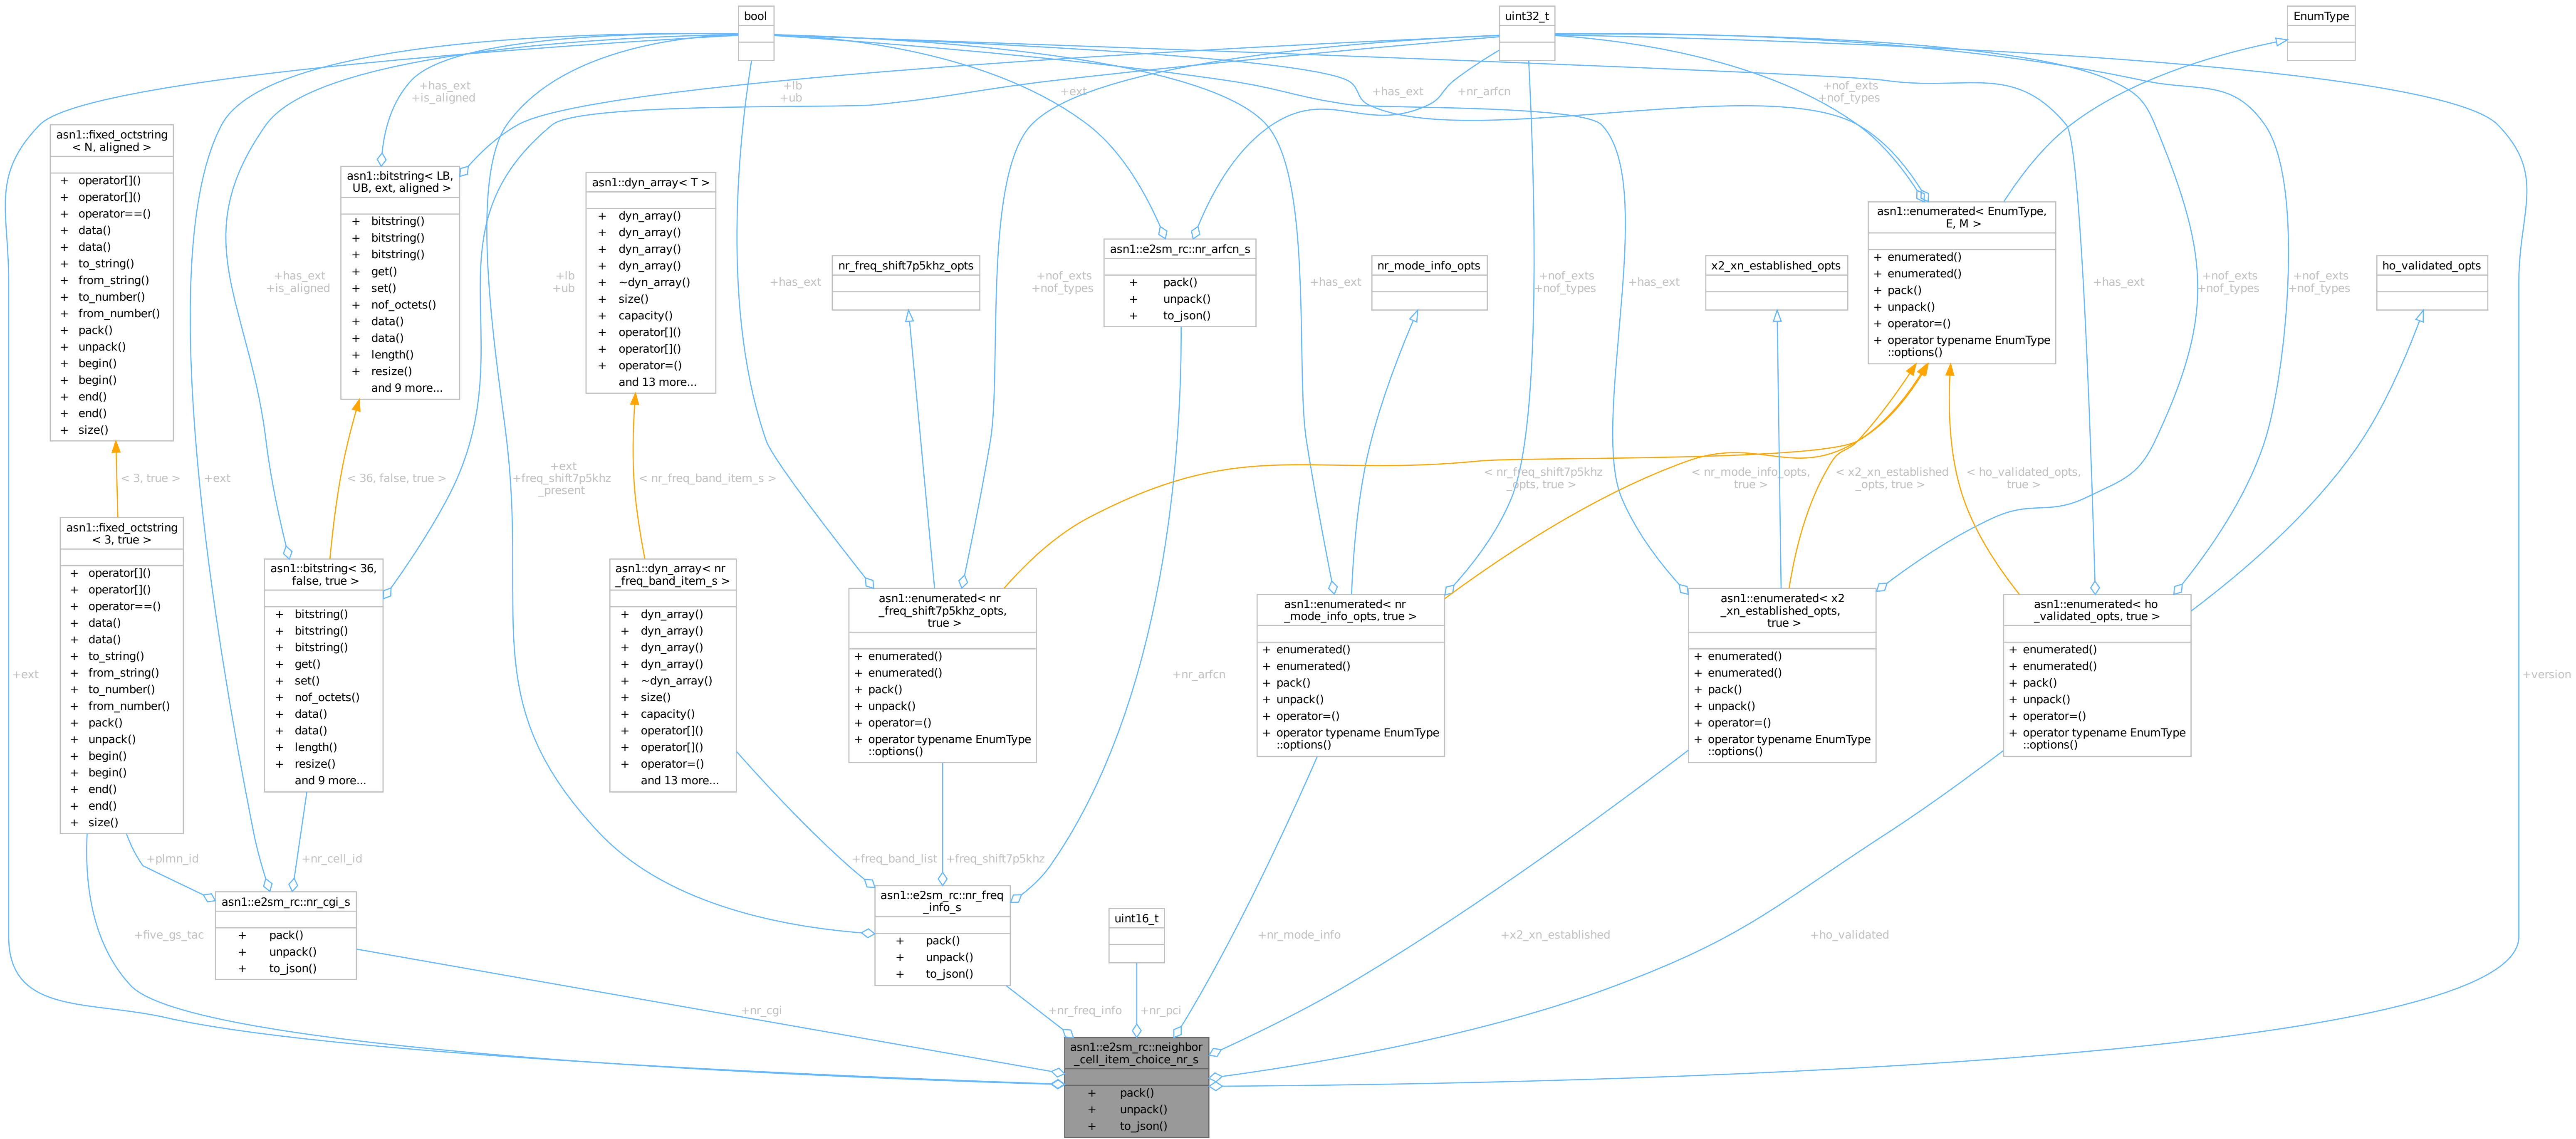 bool
uint32_t
EnumType
+has_ext
+is_aligned
+lb
+ub
+ext
+has_ext
+nr_arfcn
+nof_exts
+nof_types
asn1::fixed_octstring
< N, aligned >
+ operator[]()
+ operator[]()
+ operator==()
+ data()
+ data()
+ to_string()
+ from_string()
+ to_number()
+ from_number()
+ pack()
+ unpack()
+ begin()
+ begin()
+ end()
+ end()
+ size()
asn1::bitstring< LB,
UB, ext, aligned >
+ bitstring()
+ bitstring()
+ bitstring()
+ get()
+ set()
+ nof_octets()
+ data()
+ data()
+ length()
+ resize()
and 9 more...
asn1::dyn_array< T >
+ dyn_array()
+ dyn_array()
+ dyn_array()
+ dyn_array()
+ ~dyn_array()
+ size()
+ capacity()
+ operator[]()
+ operator[]()
+ operator=()
and 13 more...
asn1::enumerated< EnumType,
E, M >
+ enumerated()
+ enumerated()
+ pack()
+ unpack()
+ operator=()
+ operator typename EnumType
::options()
asn1::e2sm_rc::nr_arfcn_s
+ pack()
+ unpack()
+ to_json()
nr_freq_shift7p5khz_opts
nr_mode_info_opts
x2_xn_established_opts
ho_validated_opts
+has_ext
+is_aligned
+lb
+ub
+has_ext
+nof_exts
+nof_types
+has_ext
+nof_exts
+nof_types
+has_ext
+has_ext
+nof_exts
+nof_types
+nof_exts
+nof_types
< 3, true >
+ext
< 36, false, true >
+ext
+freq_shift7p5khz
_present
< nr_freq_band_item_s >
< nr_freq_shift7p5khz
_opts, true >
< nr_mode_info_opts,
true >
< x2_xn_established
_opts, true >
< ho_validated_opts,
true >
asn1::fixed_octstring
< 3, true >
+ operator[]()
+ operator[]()
+ operator==()
+ data()
+ data()
+ to_string()
+ from_string()
+ to_number()
+ from_number()
+ pack()
+ unpack()
+ begin()
+ begin()
+ end()
+ end()
+ size()
asn1::bitstring< 36,
false, true >
+ bitstring()
+ bitstring()
+ bitstring()
+ get()
+ set()
+ nof_octets()
+ data()
+ data()
+ length()
+ resize()
and 9 more...
asn1::dyn_array< nr
_freq_band_item_s >
+ dyn_array()
+ dyn_array()
+ dyn_array()
+ dyn_array()
+ ~dyn_array()
+ size()
+ capacity()
+ operator[]()
+ operator[]()
+ operator=()
and 13 more...
asn1::enumerated< nr
_freq_shift7p5khz_opts,
true >
+ enumerated()
+ enumerated()
+ pack()
+ unpack()
+ operator=()
+ operator typename EnumType
::options()
asn1::enumerated< nr
_mode_info_opts, true >
+ enumerated()
+ enumerated()
+ pack()
+ unpack()
+ operator=()
+ operator typename EnumType
::options()
asn1::enumerated< x2
_xn_established_opts,
true >
+ enumerated()
+ enumerated()
+ pack()
+ unpack()
+ operator=()
+ operator typename EnumType
::options()
asn1::enumerated< ho
_validated_opts, true >
+ enumerated()
+ enumerated()
+ pack()
+ unpack()
+ operator=()
+ operator typename EnumType
::options()
+ext
+nr_arfcn
+version
+plmn_id
+nr_cell_id
+freq_band_list
+freq_shift7p5khz
asn1::e2sm_rc::nr_cgi_s
+ pack()
+ unpack()
+ to_json()
asn1::e2sm_rc::nr_freq
_info_s
+ pack()
+ unpack()
+ to_json()
uint16_t
+five_gs_tac
+nr_mode_info
+x2_xn_established
+ho_validated
+nr_cgi
+nr_freq_info
+nr_pci
asn1::e2sm_rc::neighbor
_cell_item_choice_nr_s
+ pack()
+ unpack()
+ to_json()